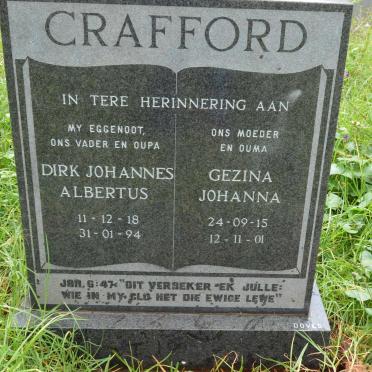 CRAFFORD
IN TERE HERINNERING AAN
MY EGGENOOT,
ONS VADER EN OUPA
DIRK JOHANNES
ALBERTUS
11-12-18
31-01-94
ONS MOEDER
EN OUMA
GEZINA
JOHANNA
24-09-15
12-11-01
JOH. 6:47 "DIT VERSEKER EK JULLE:
WIE IN MY GLO HET DIE EWIGE LEWE"
DOVES